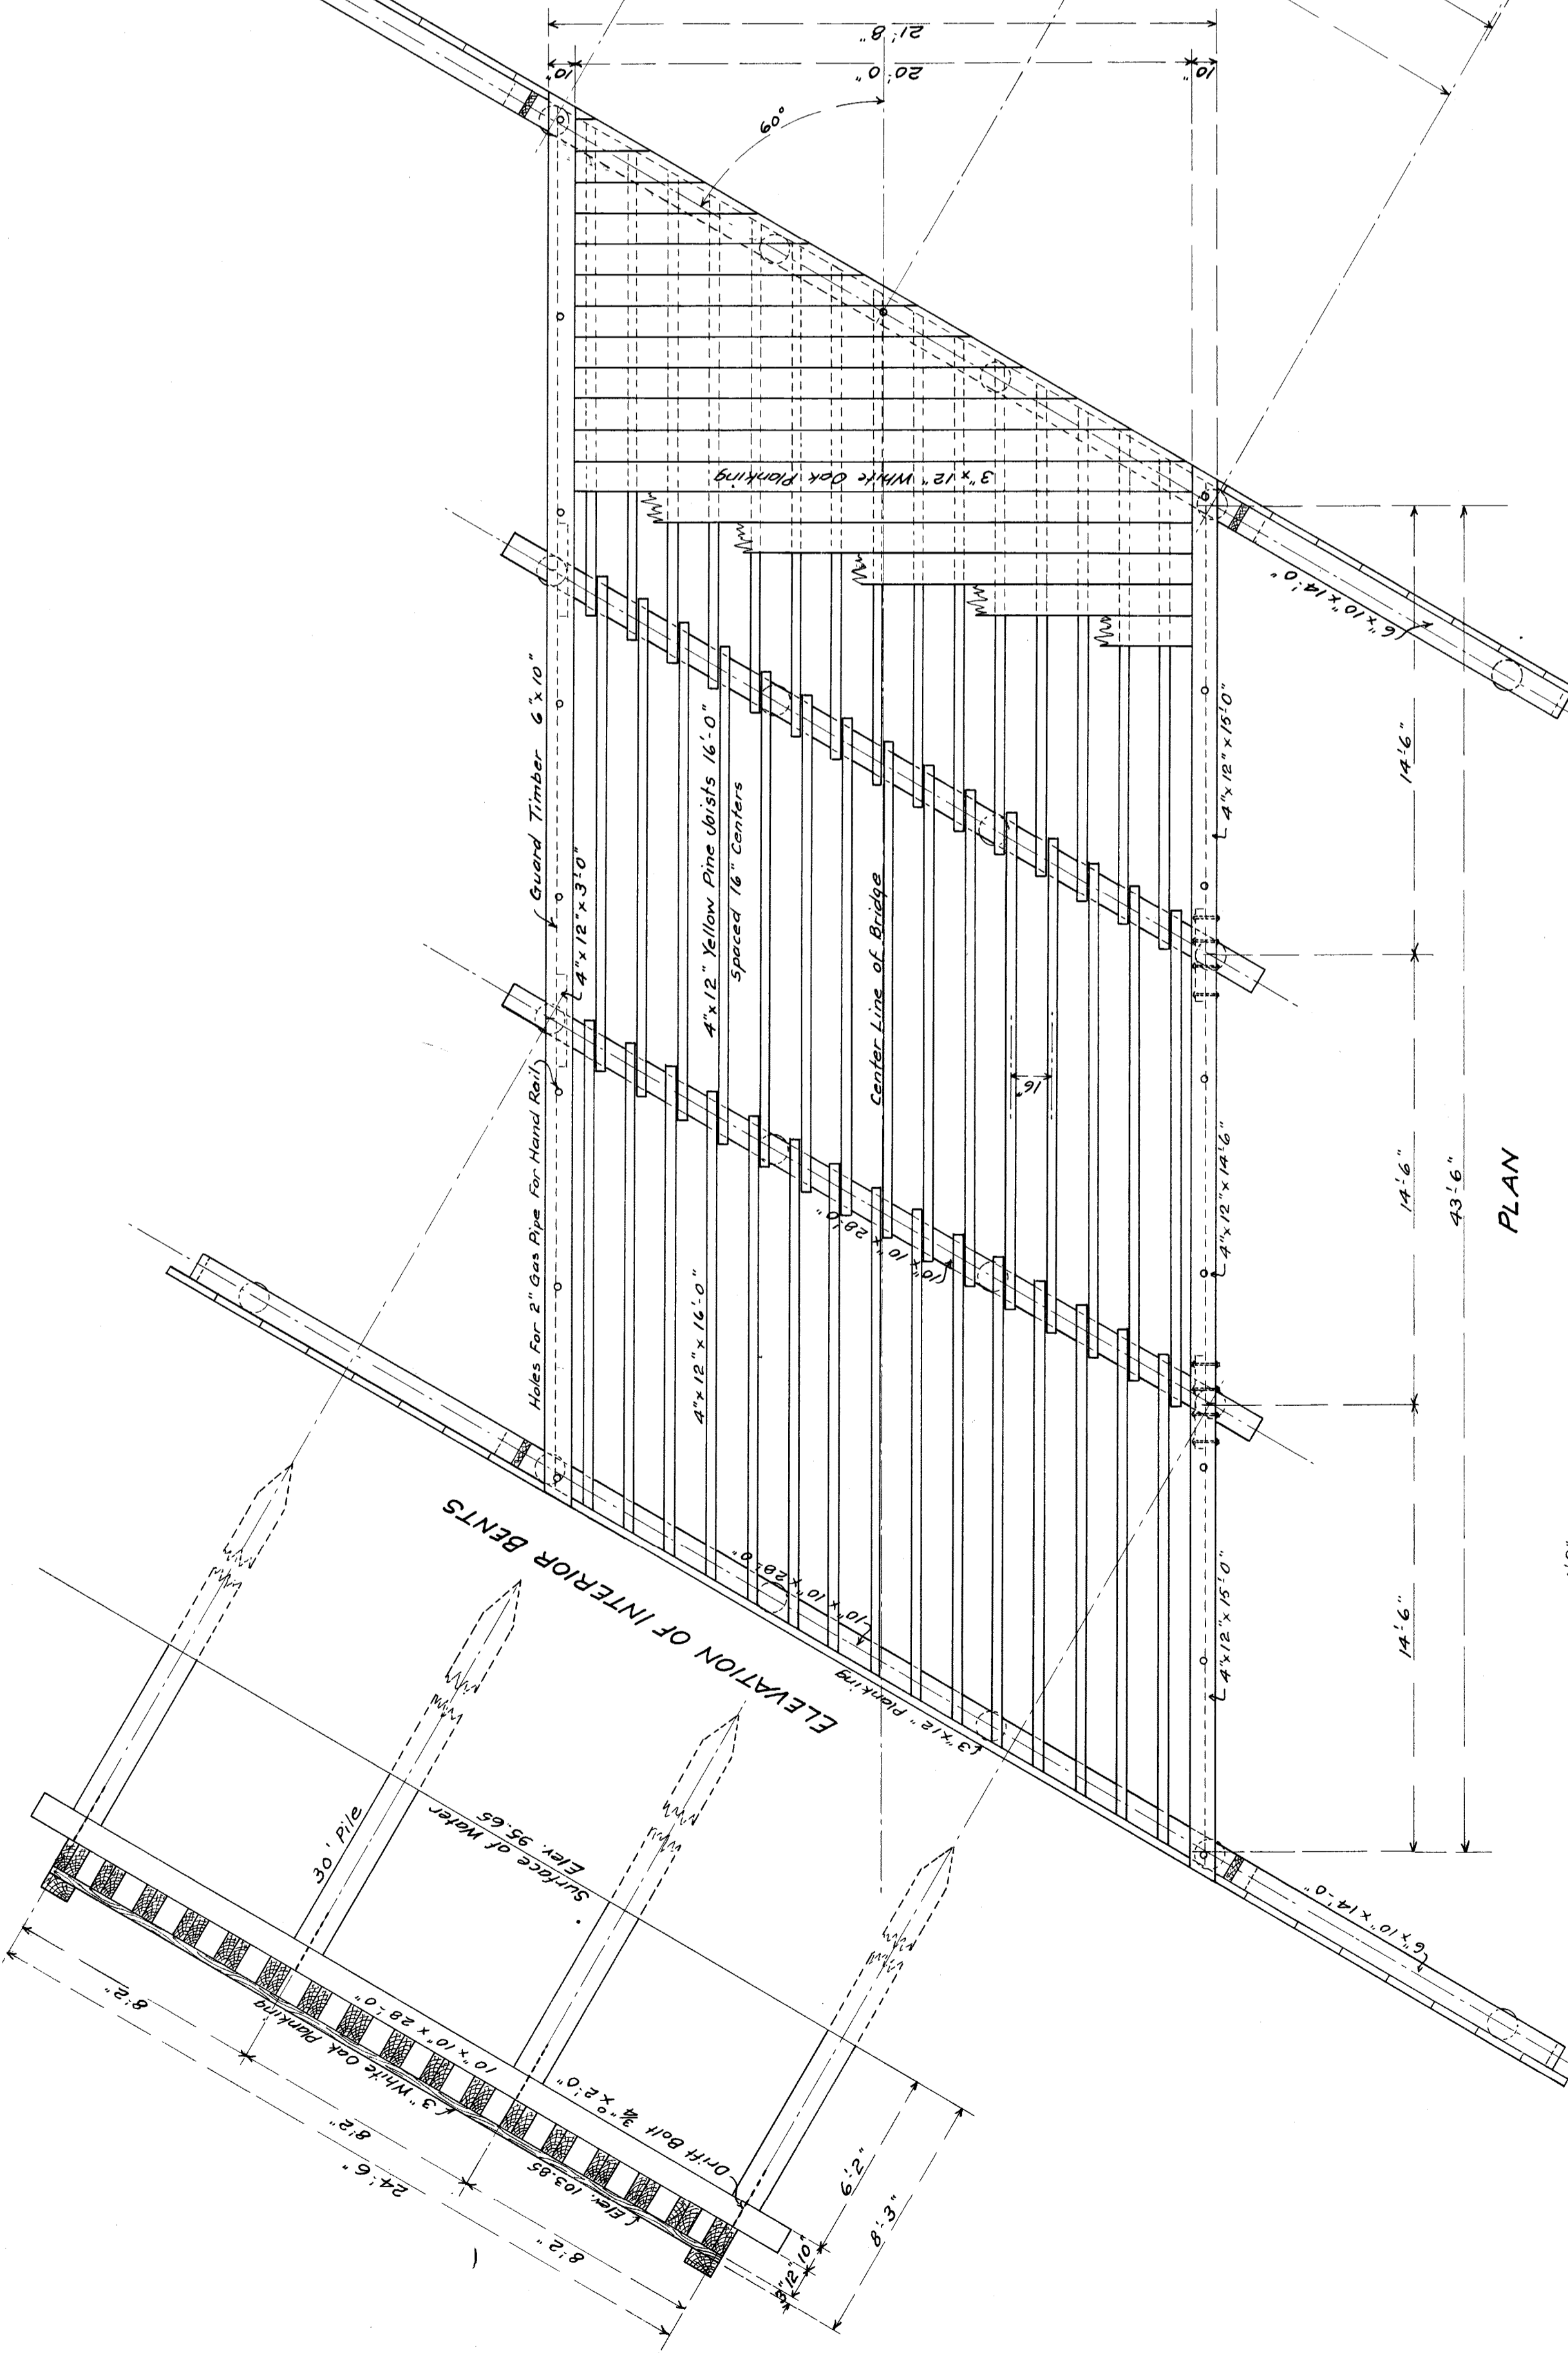 21'-8"
10"
20'-0"
10"
60°
3"x12" White Oak Planking
6"x10"x14'-0"
Guard Timber 6"x10"
4"x12"x3'-0"
4"x12" Yellow Pine Joists 16'-0"
Spaced 16" Centers
Center Line of Bridge
16"
Holes For 2" Gas Pipe For Hand Rail
4"x12"x16'-0"
10"x10"x28'-0"
10"x10"x28'-0"
3"x12" Planking
4"x12"x15'-0"
4"x12"x14'-6"
4"x12"x15'-0"
14'-6"
14'-6"
14'-6"
43'-6"
PLAN
6"x10"x14'-0"
ELEVATION OF INTERIOR BENTS
30' Pile
Surface of Water
Elev. 95.65
3" White Oak Planking
10"x10"x28'-0"
Drift Bolt 3/4"° x 2'-0"
Elev. 103.85
8'-2"
8'-2"
8'-2"
24'-6"
3"
12"
10"
6'-2"
8'-3"